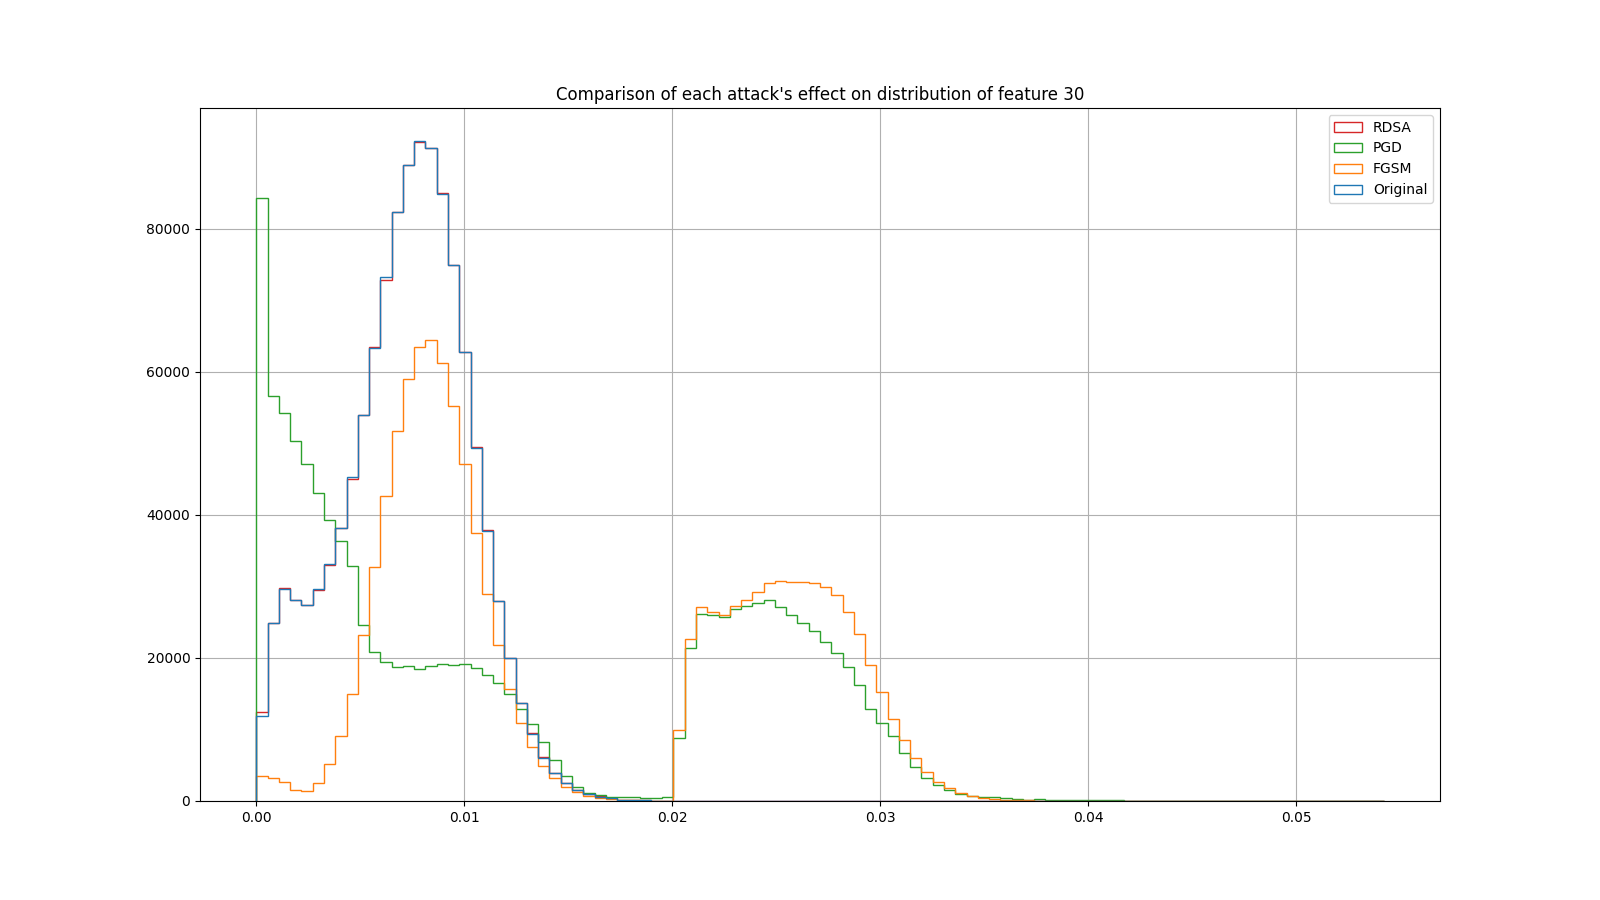 Comparison of each attack's effect on distribution of feature 30
RDSA
PGD
FGSM
Original
80000
60000
40000
20000
0
0.00 0.01 0.02 0.03 0.04 0.05